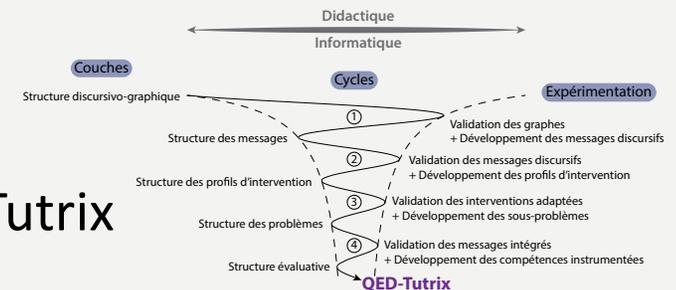 Didactique
Informatique
Couches
Cycles
Expérimentation
Structure discursivo-graphique
1
Validation des graphes
+ Développement des messages discursifs
Structure des messages
2
Validation des messages discursifs
+ Développement des profils d'intervention
Structure des profils d'intervention
3
Validation des interventions adaptées
+ Développement des sous-problèmes
Tutrix
Structure des problèmes
4
Validation des messages intégrés
+ Développement des compétences instrumentées
Structure évaluative
QED-Tutrix